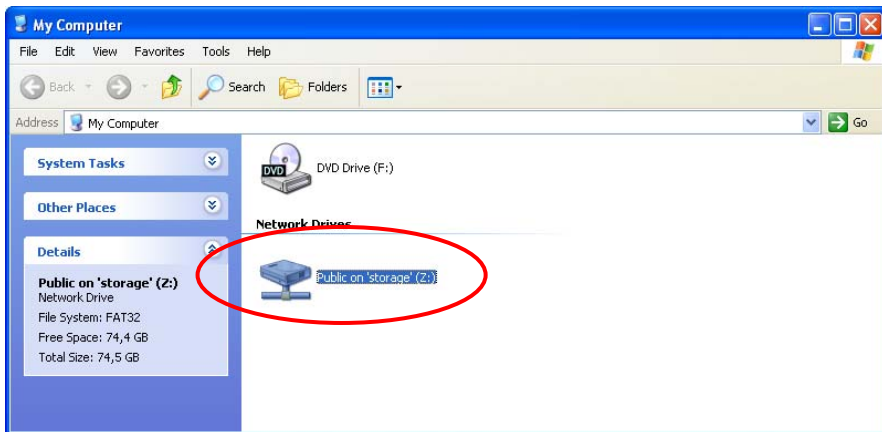 My Computer
File Edit View Favorites Tools Help
Back Search Folders
Address My Computer Go
System Tasks
Other Places
Details
Public on 'storage' (Z:)
Network Drive
File System: FAT32
Free Space: 74,4 GB
Total Size: 74,5 GB
DVD
DVD Drive (F:)
Network Drives
Public on 'storage' (Z:)